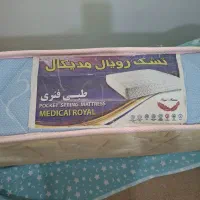 تشک رویال مدیکال
طبی فنری
POCKET SPRING MATTRESS
MEDICAl ROYAL